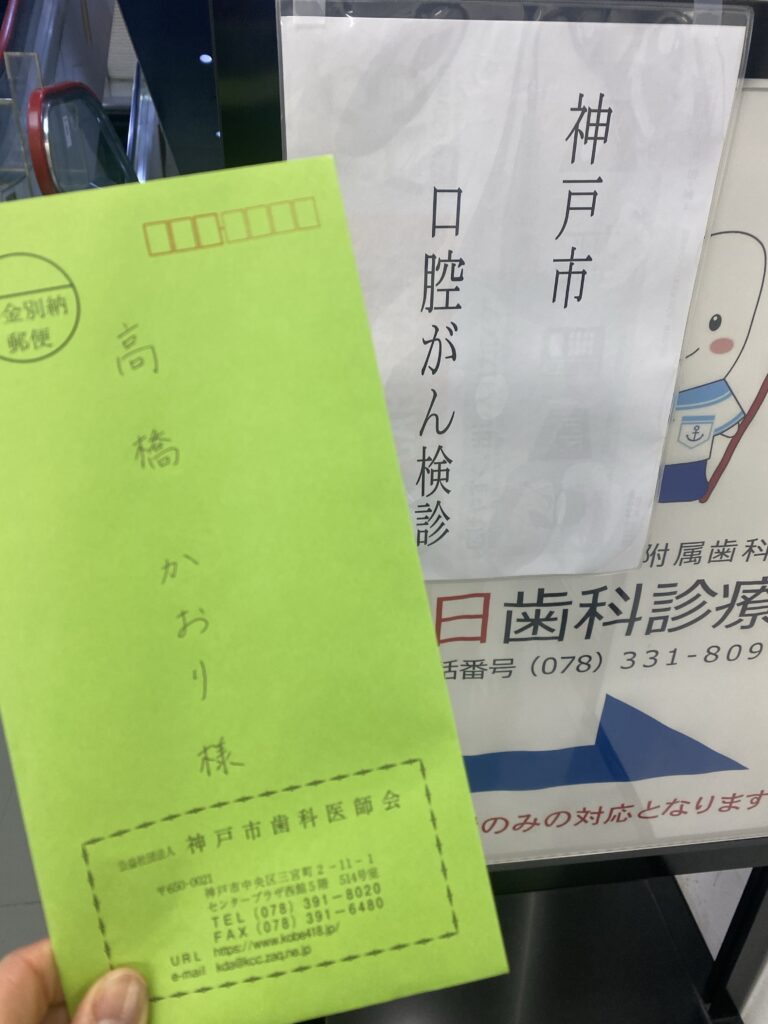 神戸市
口腔がん検診
金別納
郵便
高橋かおり様
公益社団法人 神戸市歯科医師会
〒650-0021
神戸市中央区三宮町2-11-1
センタープラザ西館5階 514号室
TEL (078) 391-8020
FAX (078) 391-6480
URL https://www.kobe418.jp/
e-mail kda@kcc.zaq.ne.jp
附属歯科
日歯科診療
話番号 (078) 331-809
のみの対応となります